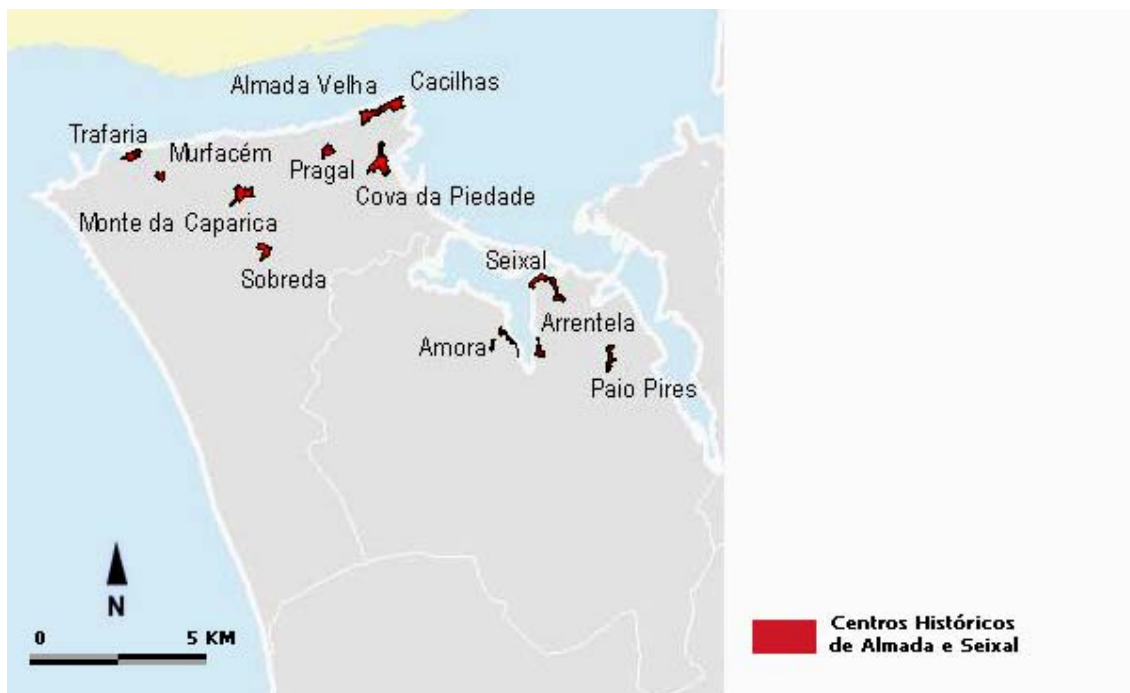 Almada Velha
Cacilhas
Trafaria
Murfacém
Pragal
Cova da Piedade
Monte da Caparica
Sobreda
Seixal
Arrentela
Amora
Paio Pires
N
0 5 KM
Centros Históricos
de Almada e Seixal